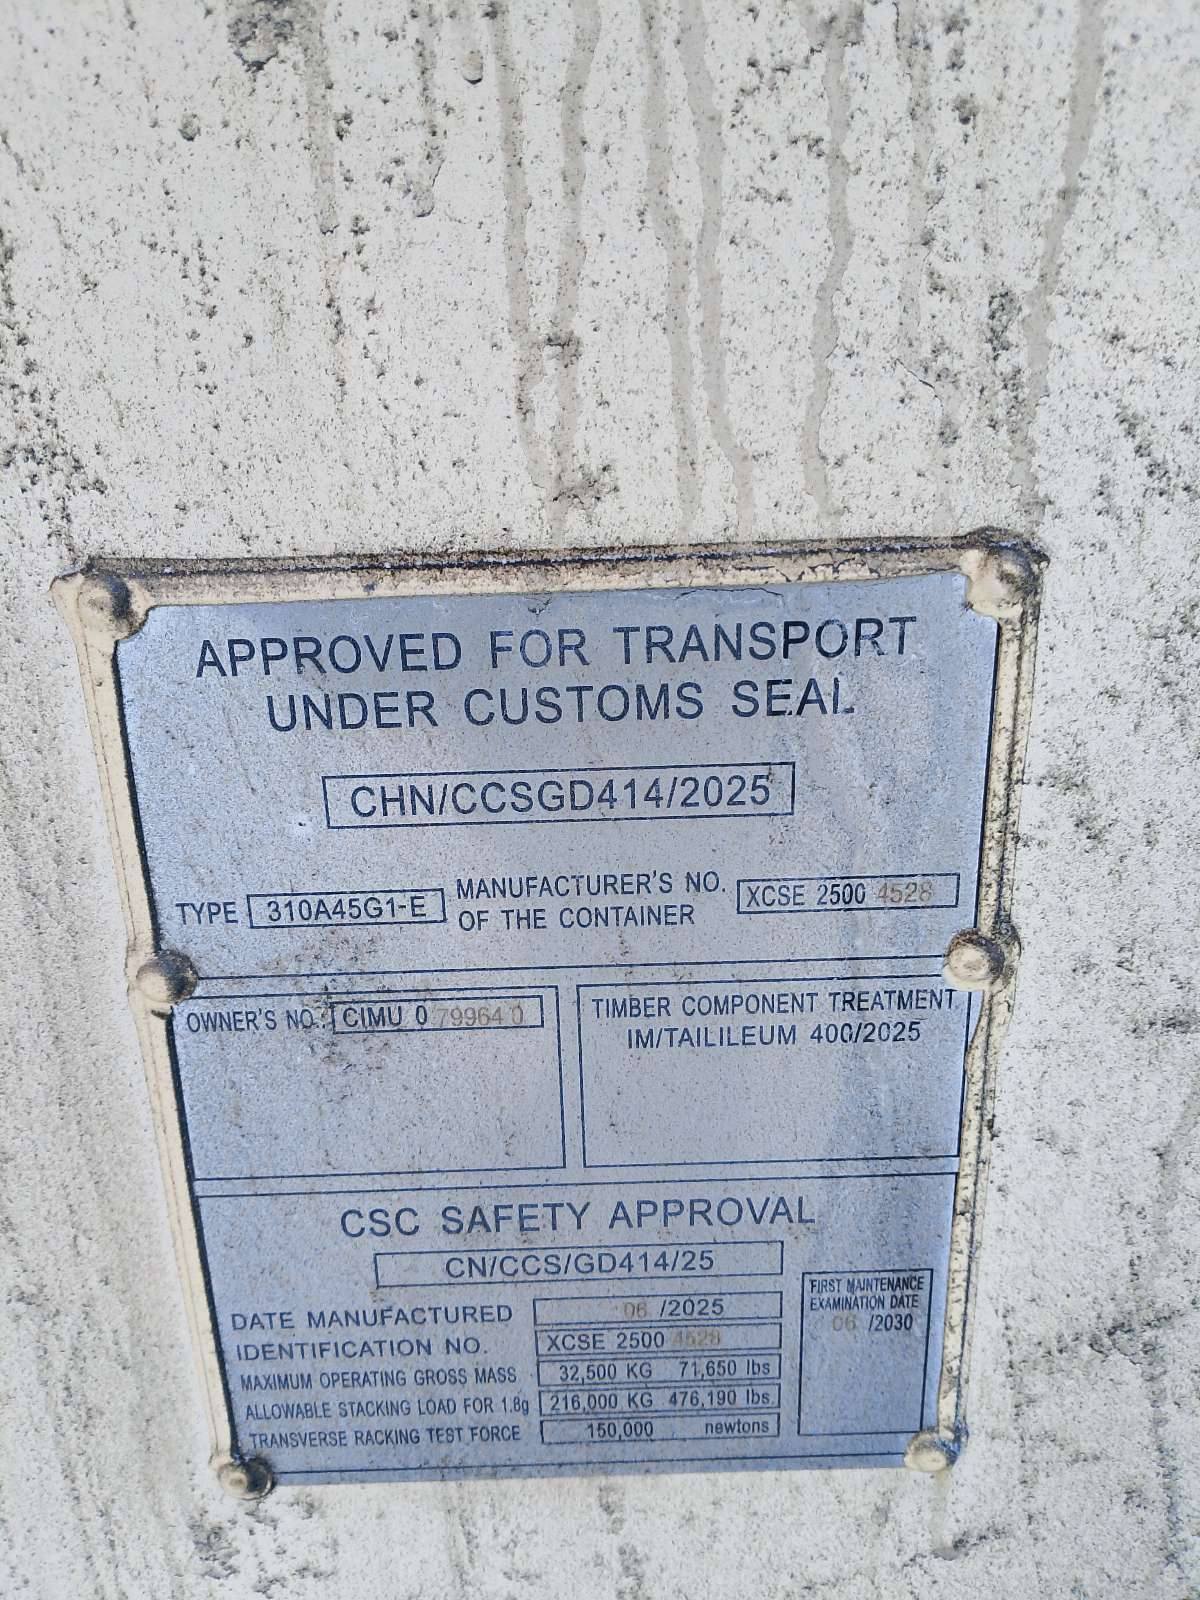 APPROVED FOR TRANSPORT
UNDER CUSTOMS SEAL
CHN/CCSGD414/2025
TYPE 310A45G1-E MANUFACTURER'S NO. OF THE CONTAINER XCSE 2500 4528
OWNER'S NO.: CIMU 0 79964 0
TIMBER COMPONENT TREATMENT
IM/TAILILEUM 400/2025
CSC SAFETY APPROVAL
CN/CCS/GD414/25
DATE MANUFACTURED 06 /2025
IDENTIFICATION NO. XCSE 2500 4528
MAXIMUM OPERATING GROSS MASS 32,500 KG 71,650 lbs
ALLOWABLE STACKING LOAD FOR 1.8g 216,000 KG 476,190 lbs
TRANSVERSE RACKING TEST FORCE 150,000 newtons
FIRST MAINTENANCE
EXAMINATION DATE
06 /2030